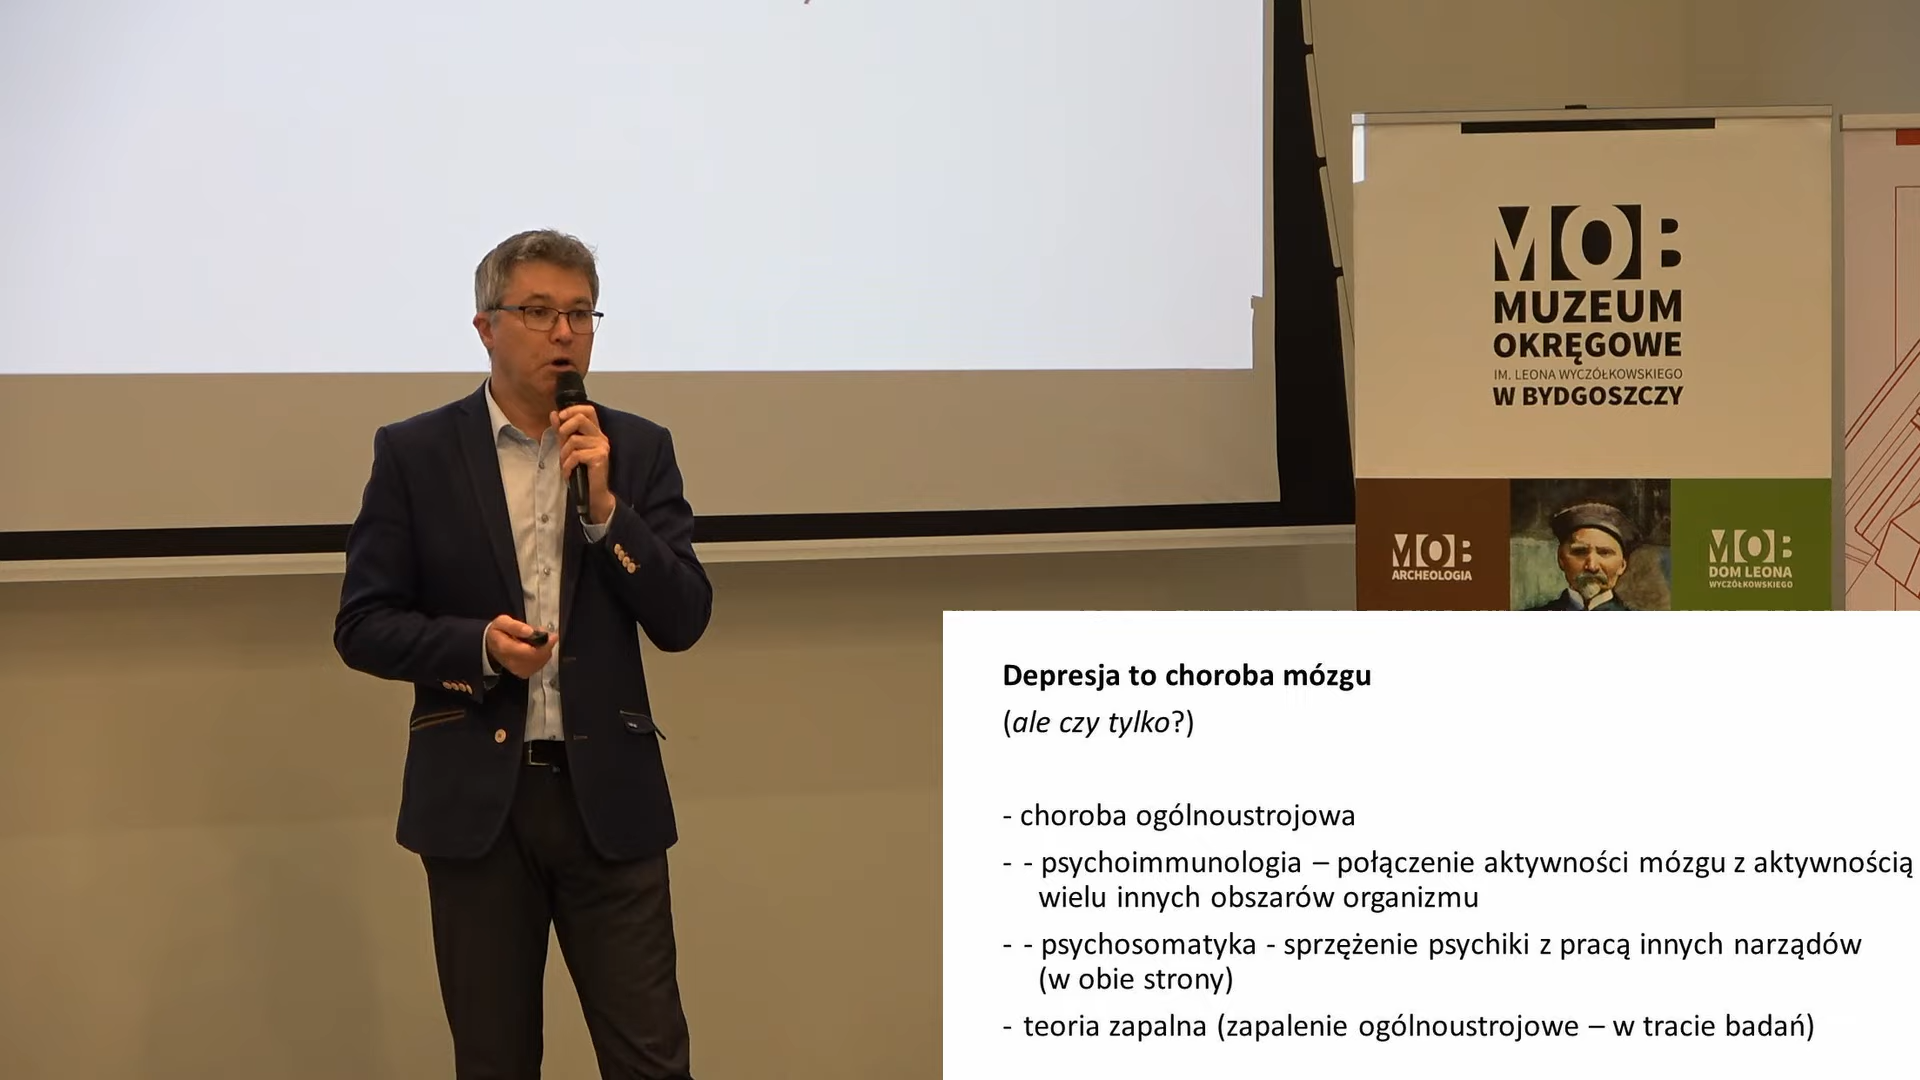 MOB
MUZEUM
OKRĘGOWE
IM. LEONA WYCZÓŁKOWSKIEGO
W BYDGOSZCZY
MOB
ARCHEOLOGIA
MOB
DOM LEONA
WYCZÓŁKOWSKIEGO
Depresja to choroba mózgu
(ale czy tylko?)
- choroba ogólnoustrojowa
- - psychoimmunologia – połączenie aktywności mózgu z aktywnością
wielu innych obszarów organizmu
- - psychosomatyka - sprzężenie psychiki z pracą innych narządów
(w obie strony)
- teoria zapalna (zapalenie ogólnoustrojowe – w tracie badań)